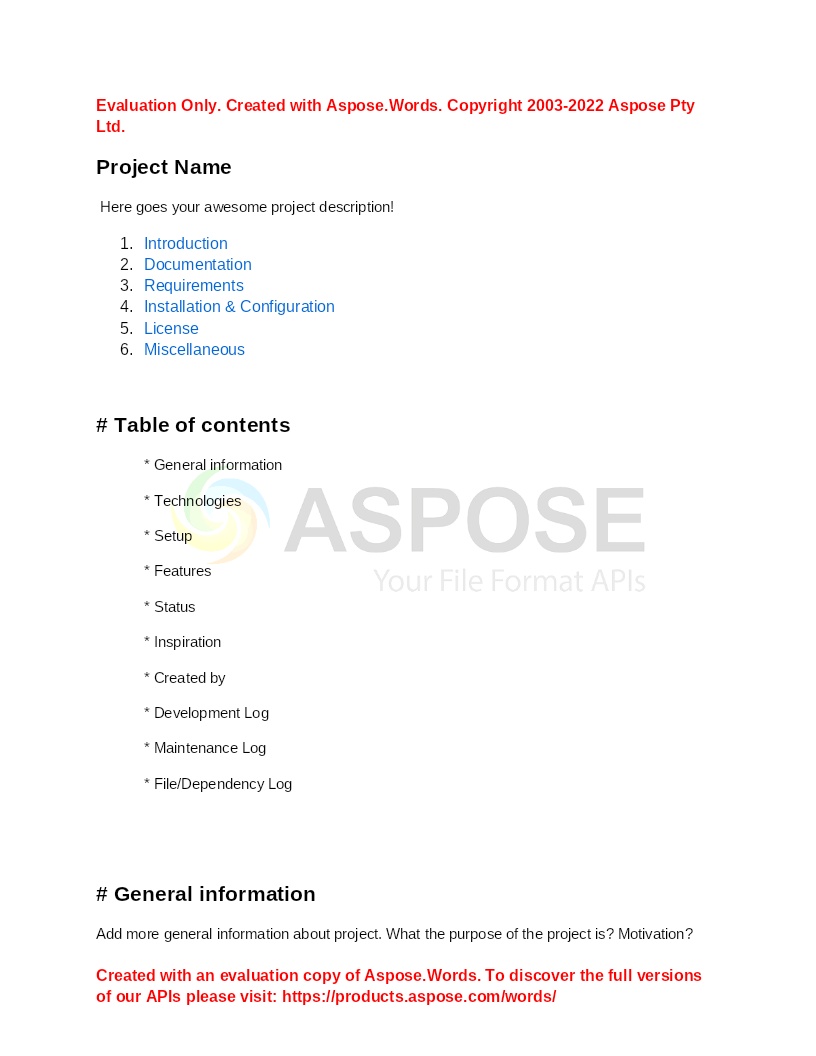 Evaluation Only. Created with Aspose.Words. Copyright 2003-2022 Aspose Pty
Ltd.
Project Name
Here goes your awesome project description!
1. Introduction
2. Documentation
3. Requirements
4. Installation & Configuration
5. License
6. Miscellaneous
# Table of contents
* General information
* Technologies
ASPOSE
* Setup
* Features
Your File Format APIs
* Status
* Inspiration
* Created by
* Development Log
* Maintenance Log
* File/Dependency Log
# General information
Add more general information about project. What the purpose of the project is? Motivation?
Created with an evaluation copy of Aspose.Words. To discover the full versions
of our APIs please visit: https://products.aspose.com/words/